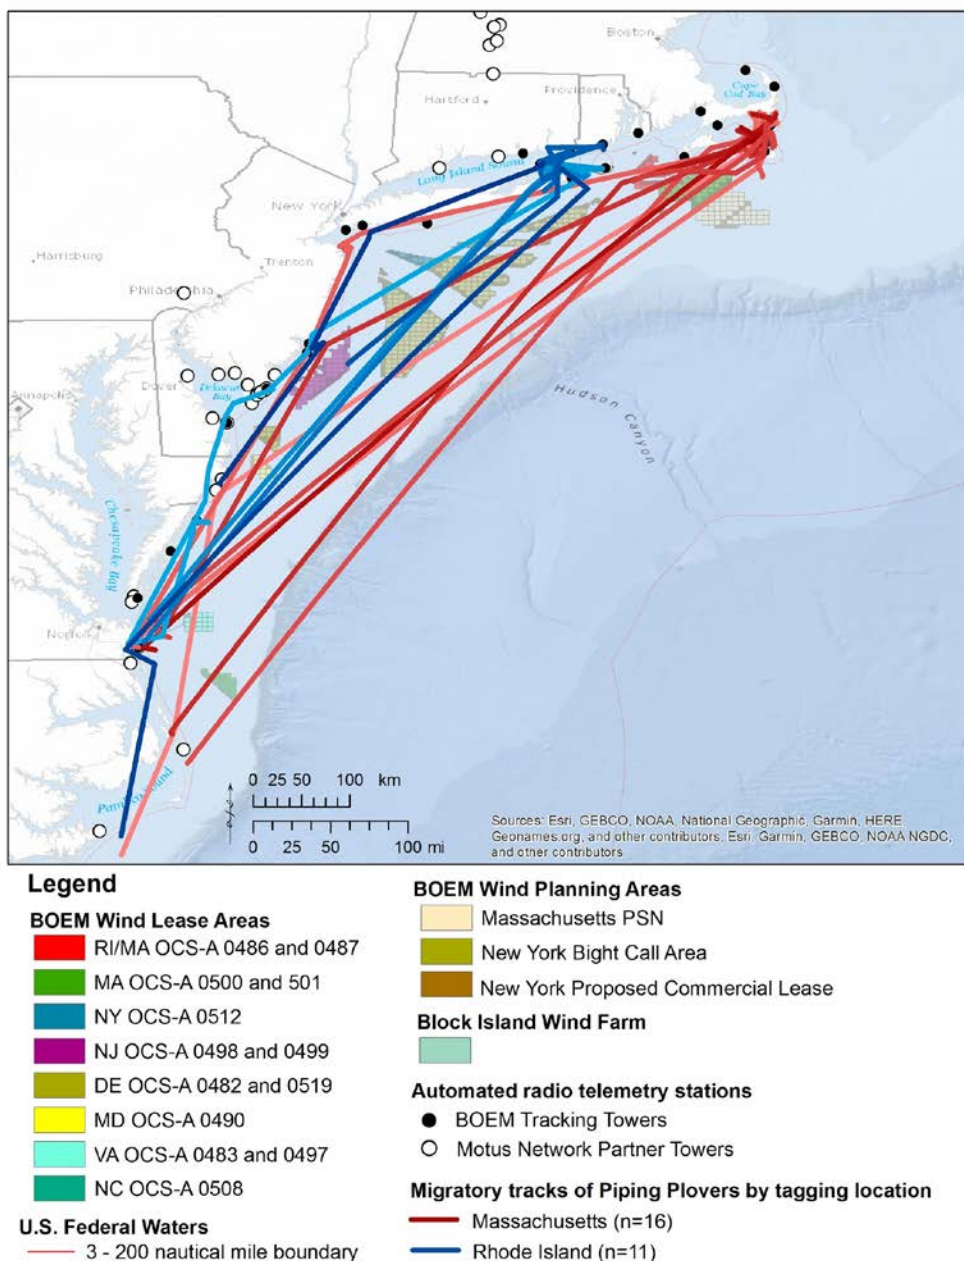 Boston
Cape
Cod Bay
Hartford
Providence
Long Island Sound
New York
Harrisburg
Trenton
Philadelphia
Dover
Delaware
Bay
Annapolis
Hudson Canyon
Chesapeake Bay
Norfolk
Sound
0 25 50 100 km
0 25 50 100 mi
Sources: Esri, GEBCO, NOAA, National Geographic, Garmin, HERE,
Geonames.org, and other contributors, Esri, Garmin, GEBCO, NOAA NGDC,
and other contributors
Legend
BOEM Wind Lease Areas
RI/MA OCS-A 0486 and 0487
MA OCS-A 0500 and 501
NY OCS-A 0512
NJ OCS-A 0498 and 0499
DE OCS-A 0482 and 0519
MD OCS-A 0490
VA OCS-A 0483 and 0497
NC OCS-A 0508
U.S. Federal Waters
3 - 200 nautical mile boundary
BOEM Wind Planning Areas
Massachusetts PSN
New York Bight Call Area
New York Proposed Commercial Lease
Block Island Wind Farm
Automated radio telemetry stations
BOEM Tracking Towers
Motus Network Partner Towers
Migratory tracks of Piping Plovers by tagging location
Massachusetts (n=16)
Rhode Island (n=11)